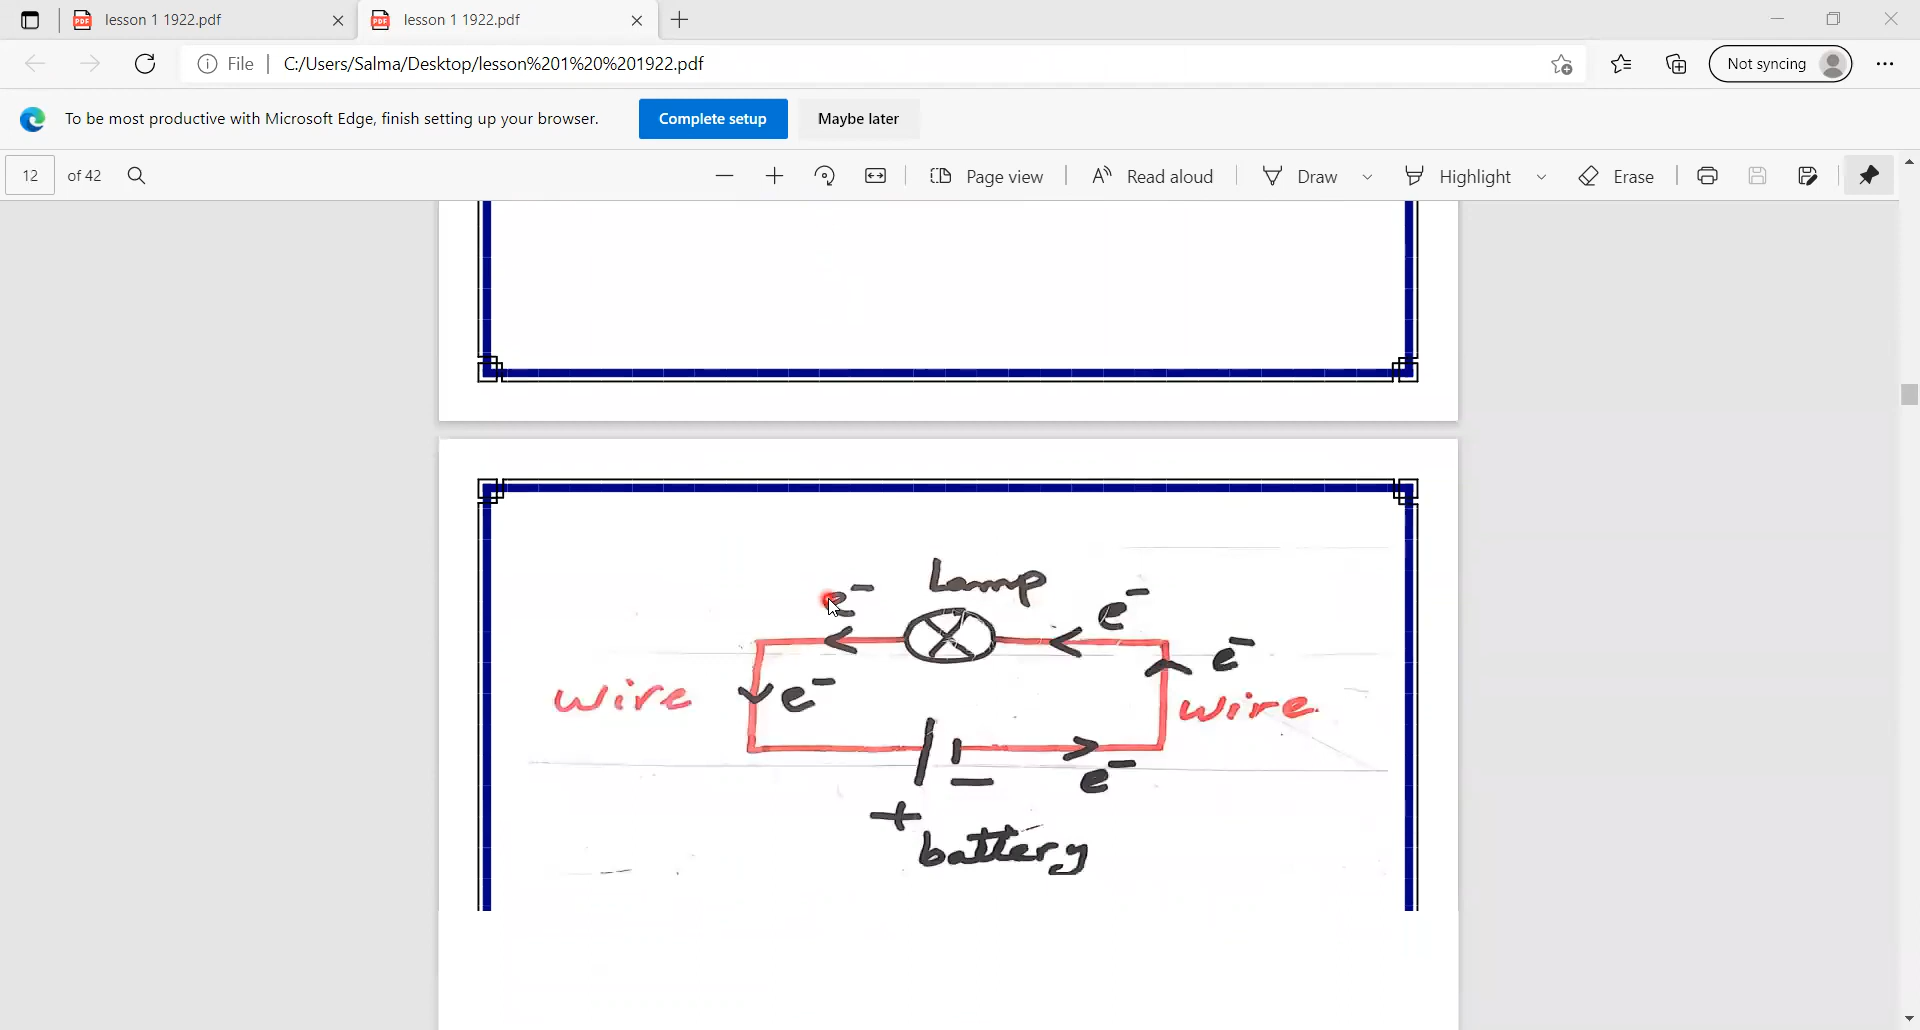 lesson 1 1922.pdf
lesson 1 1922.pdf
File
C:/Users/Salma/Desktop/lesson%201%20%201922.pdf
Not syncing
To be most productive with Microsoft Edge, finish setting up your browser.
Complete setup
Maybe later
12 of 42
Page view
Read aloud
Draw
Highlight
Erase
Lamp
e⁻
e⁻
e⁻
wire
e⁻
wire
e⁻
+
−
battery